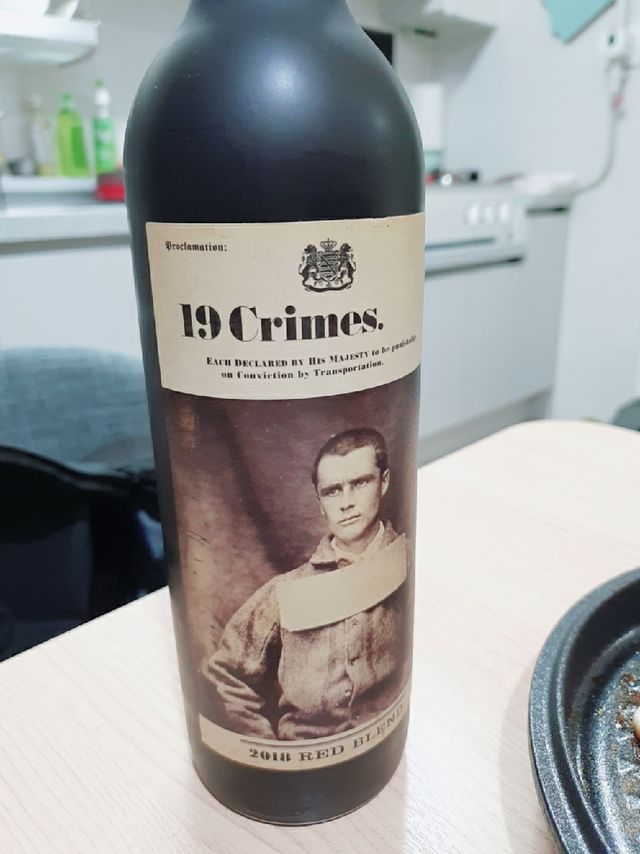 Proclamation:
19 Crimes.
EACH DECLARED BY HIS MAJESTY to be punishable
on Conviction by Transportation.
2018 RED BLEND